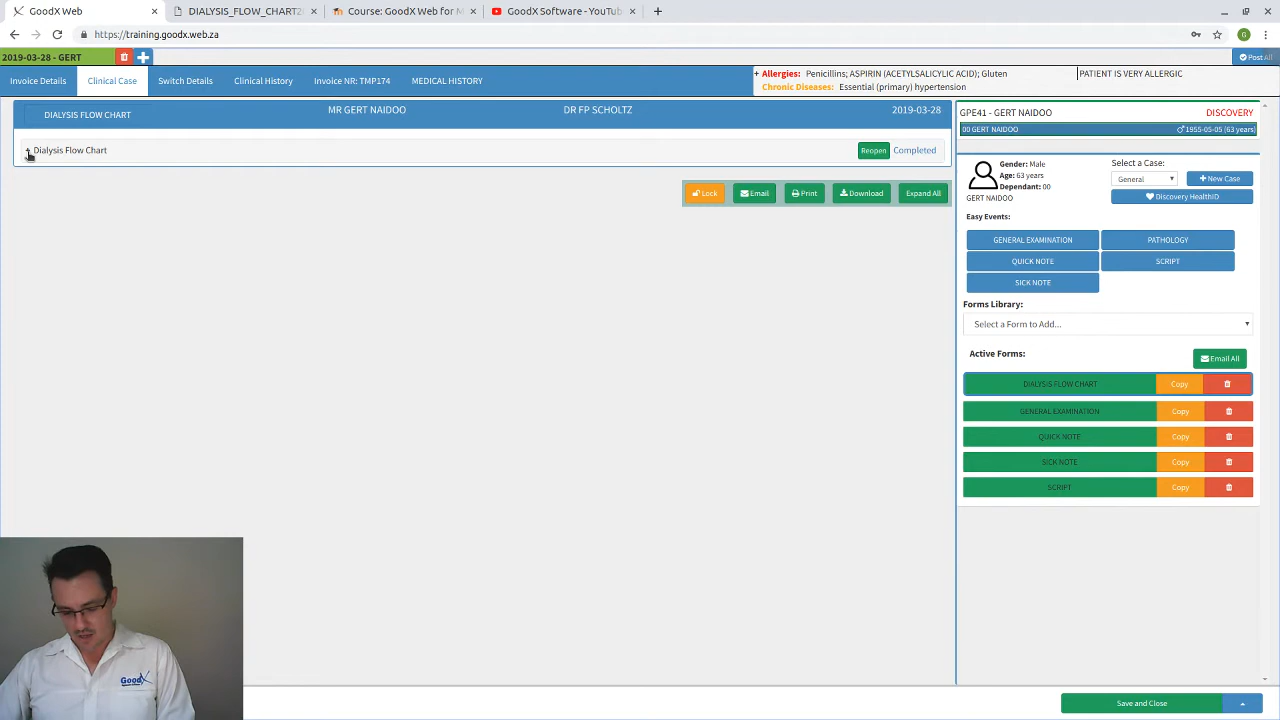 GoodX Web
DIALYSIS_FLOW_CHART2
Course: GoodX Web for M
GoodX Software - YouTu
https://training.goodx.web.za
G
2019-03-28 - GERT
Post All
Invoice Details
Clinical Case
Switch Details
Clinical History
Invoice NR: TMP174
MEDICAL HISTORY
+ Allergies: Penicillins; ASPIRIN (ACETYLSALICYLIC ACID); Gluten
PATIENT IS VERY ALLERGIC
Chronic Diseases: Essential (primary) hypertension
DIALYSIS FLOW CHART
MR GERT NAIDOO
DR FP SCHOLTZ
2019-03-28
Dialysis Flow Chart
Reopen
Completed
Lock
Email
Print
Download
Expand All
GPE41 - GERT NAIDOO
DISCOVERY
00 GERT NAIDOO
1955-05-05 (63 years)
Gender: Male
Age: 63 years
Dependant: 00
GERT NAIDOO
Select a Case:
General
New Case
Discovery HealthID
Easy Events:
GENERAL EXAMINATION
PATHOLOGY
QUICK NOTE
SCRIPT
SICK NOTE
Forms Library:
Select a Form to Add...
Active Forms:
Email All
DIALYSIS FLOW CHART
Copy
GENERAL EXAMINATION
Copy
QUICK NOTE
Copy
SICK NOTE
Copy
SCRIPT
Copy
GoodX
Save and Close